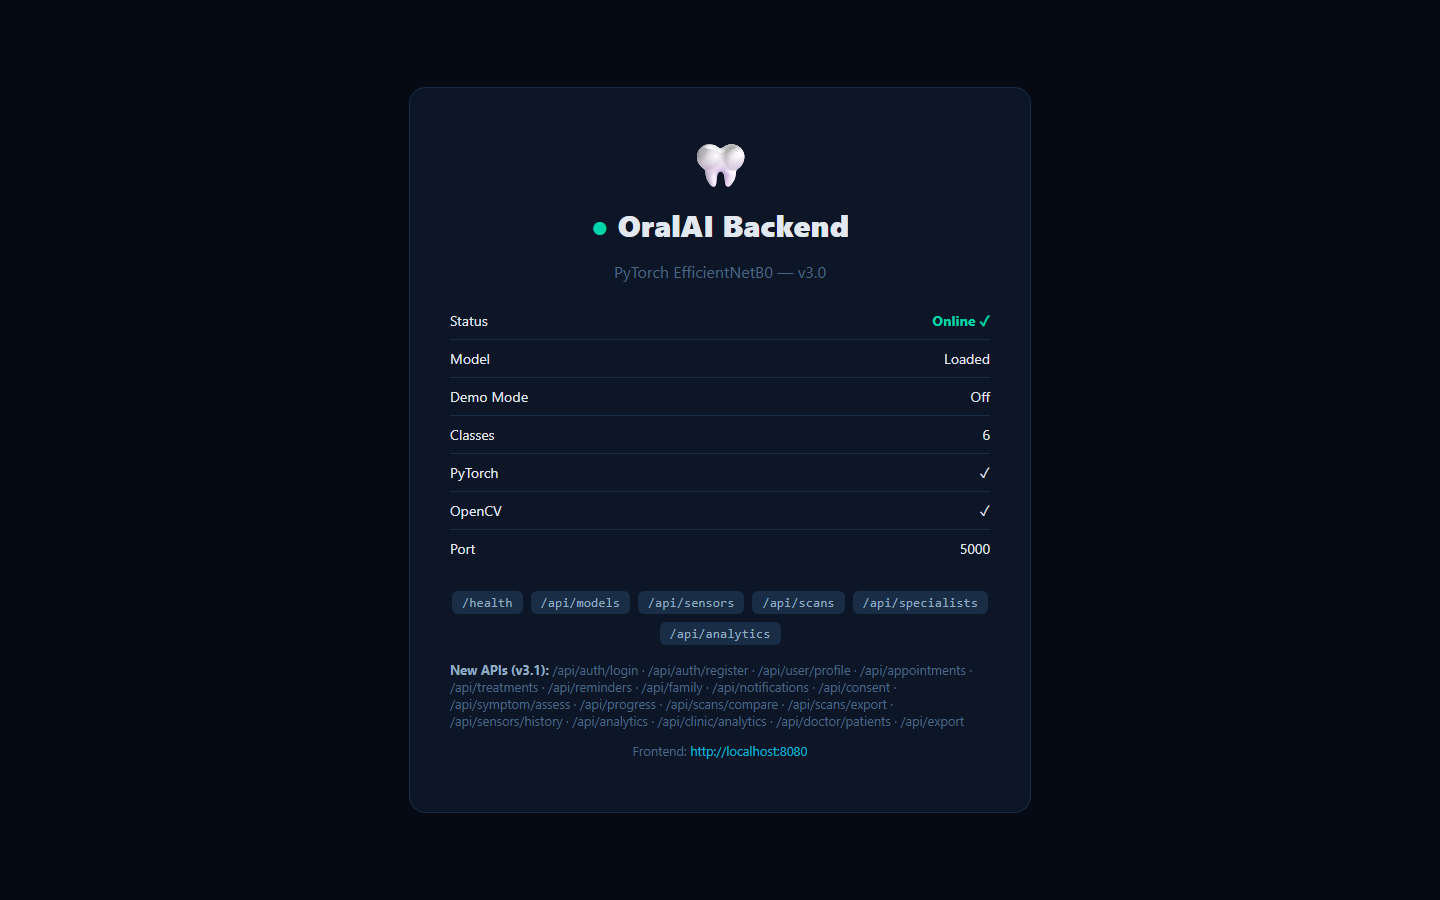 OralAI Backend
PyTorch EfficientNetB0 — v3.0
Status Online ✓
Model Loaded
Demo Mode Off
Classes 6
PyTorch ✓
OpenCV ✓
Port 5000
/health /api/models /api/sensors /api/scans /api/specialists
/api/analytics
New APIs (v3.1): /api/auth/login · /api/auth/register · /api/user/profile · /api/appointments ·
/api/treatments · /api/reminders · /api/family · /api/notifications · /api/consent ·
/api/symptom/assess · /api/progress · /api/scans/compare · /api/scans/export ·
/api/sensors/history · /api/analytics · /api/clinic/analytics · /api/doctor/patients · /api/export
Frontend: http://localhost:8080